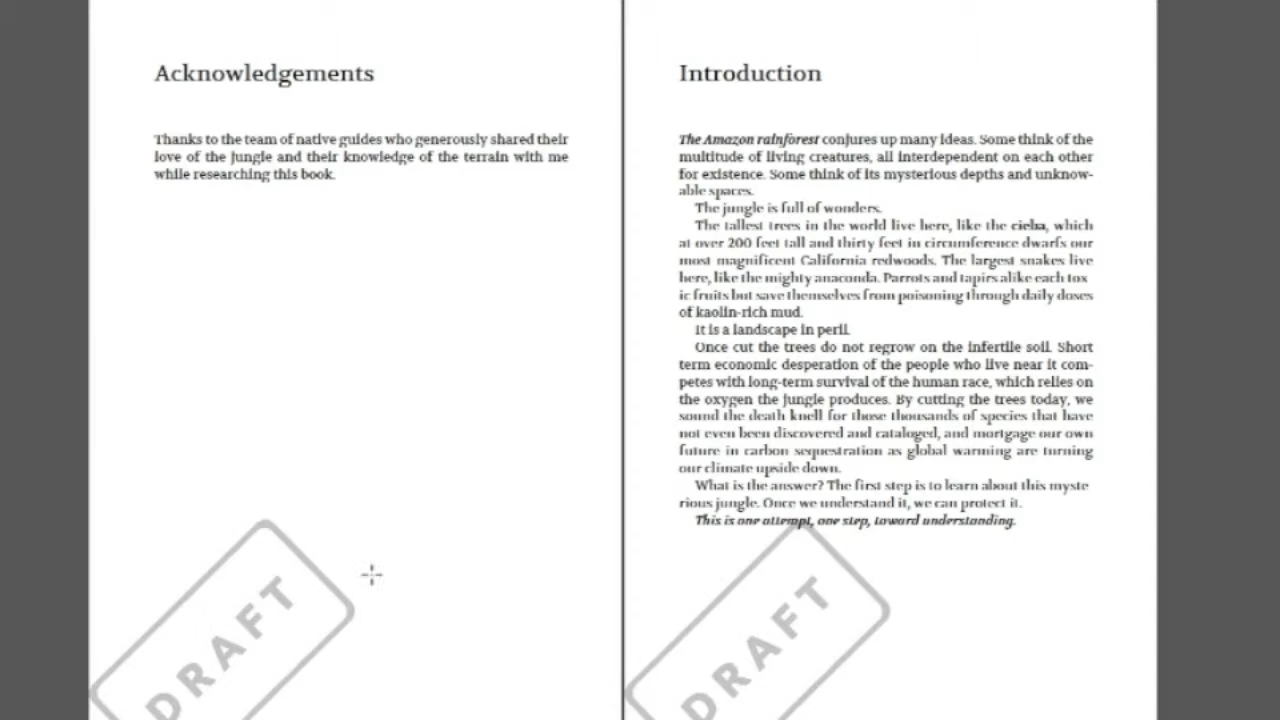 Acknowledgements
Thanks to the team of native guides who generously shared their
love of the jungle and their knowledge of the terrain with me
while researching this book.
Introduction
The Amazon rainforest conjures up many ideas. Some think of the
multitude of living creatures, all interdependent on each other
for existence. Some think of its mysterious depths and unknow-
able spaces.
The jungle is full of wonders.
The tallest trees in the world live here, like the cieba, which
at over 200 feet tall and thirty feet in circumference dwarfs our
most magnificent California redwoods. The largest snakes live
here, like the mighty anaconda. Parrots and tapirs alike each tox
ic fruits but save themselves from poisoning through daily doses
of kaolin-rich mud.
It is a landscape in peril.
Once cut the trees do not regrow on the infertile soil. Short
term economic desperation of the people who live near it com-
petes with long-term survival of the human race, which relies on
the oxygen the jungle produces. By cutting the trees today, we
sound the death knell for those thousands of species that have
not even been discovered and cataloged, and mortgage our own
future in carbon sequestration as global warming are turning
our climate upside down.
What is the answer? The first step is to learn about this myste
rious jungle. Once we understand it, we can protect it.
This is one attempt, one step, toward understanding.
DRAFT
DRAFT